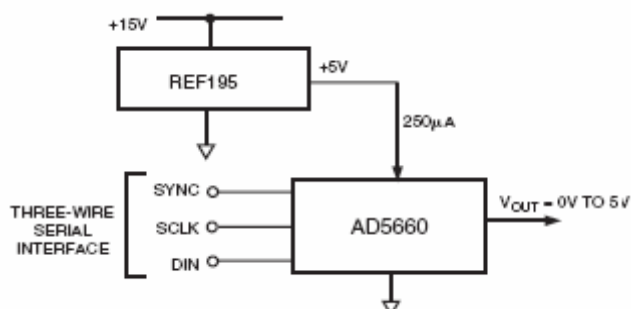 +15V
REF195
+5V
250µA
THREE-WIRE
SERIAL
INTERFACE
SYNC
SCLK
DIN
AD5660
VOUT = 0V TO 5V